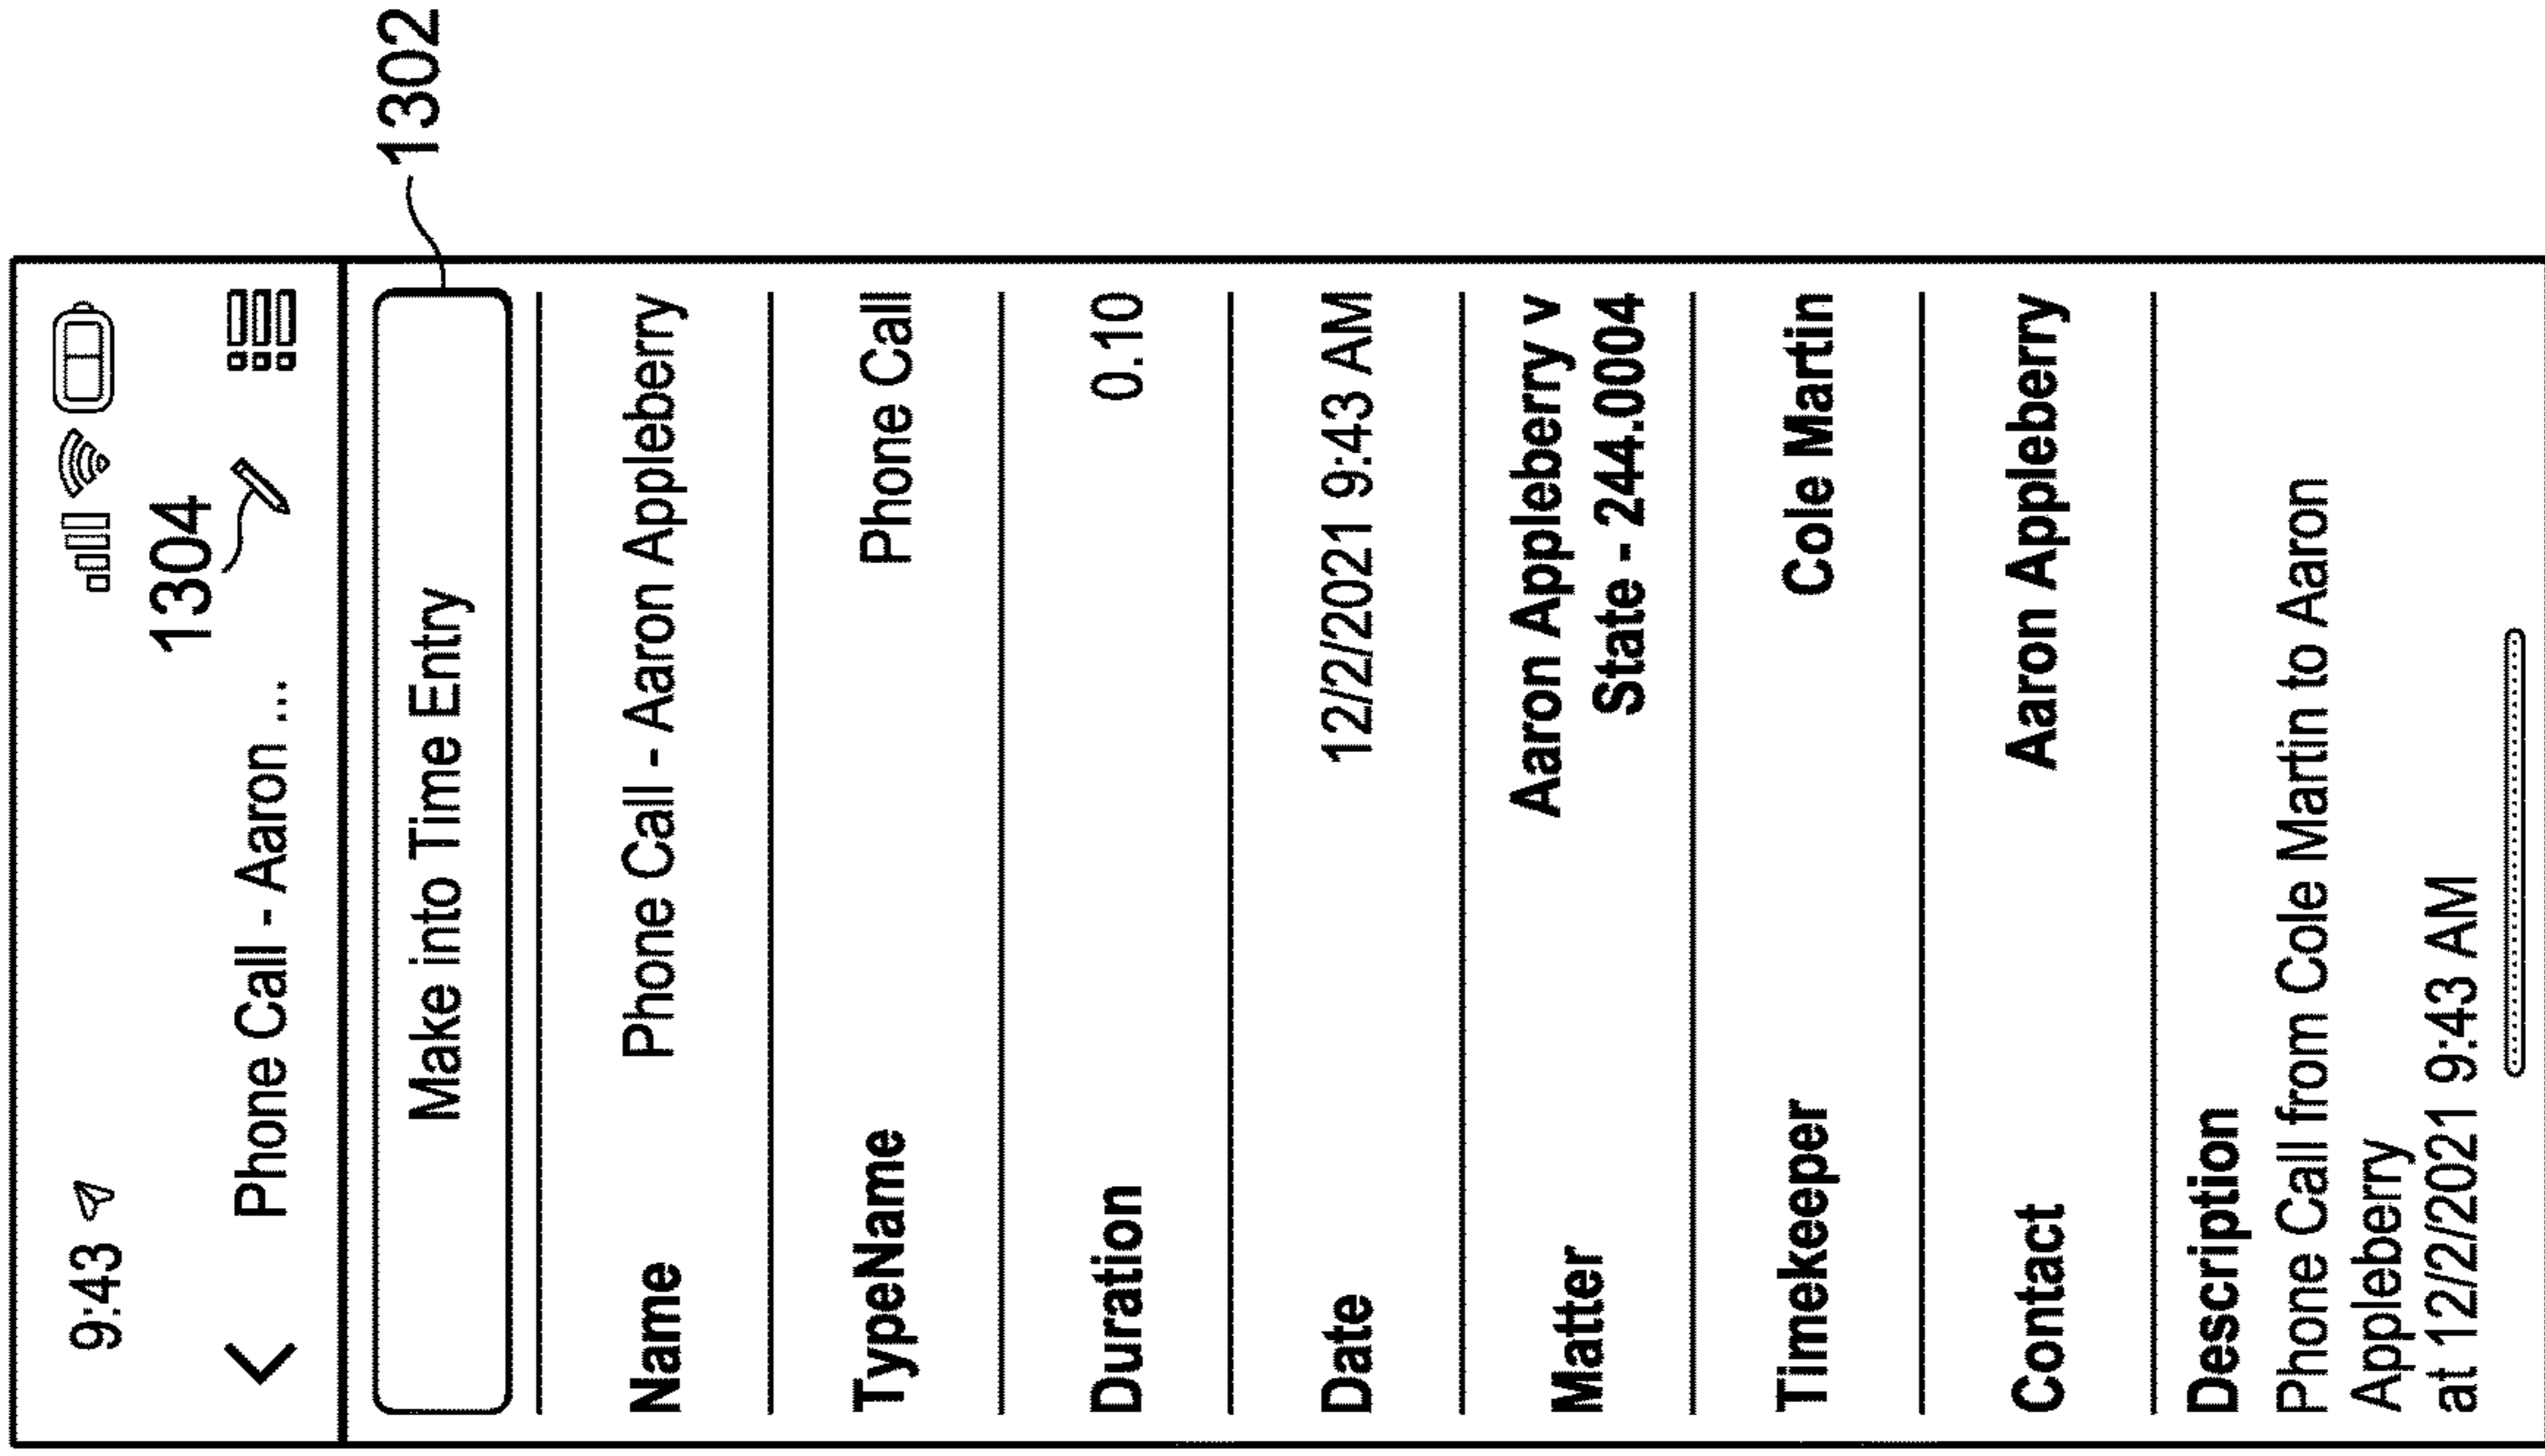 9:43
1304
Phone Call - Aaron ...
1302
Make into Time Entry
Name Phone Call - Aaron Appleberry
TypeName Phone Call
Duration 0.10
Date 12/2/2021 9:43 AM
Matter Aaron Appleberry v
State - 244.0004
Timekeeper Cole Martin
Contact Aaron Appleberry
Description
Phone Call from Cole Martin to Aaron
Appleberry
at 12/2/2021 9:43 AM